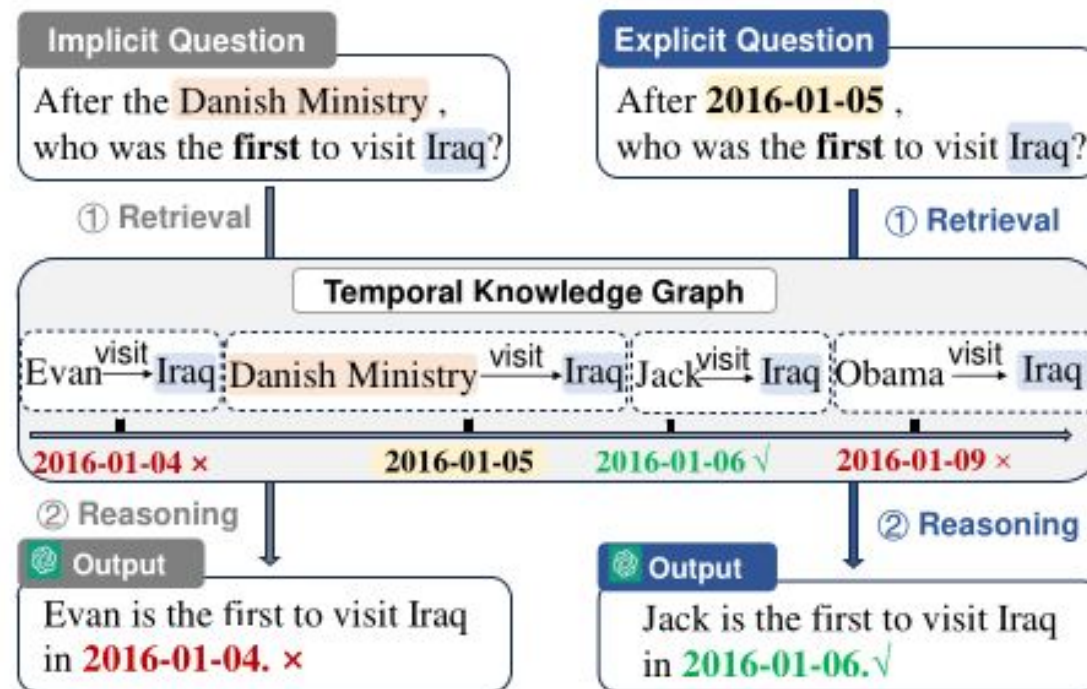 Implicit Question
After the Danish Ministry ,
who was the first to visit Iraq?
Explicit Question
After 2016-01-05 ,
who was the first to visit Iraq?
① Retrieval
① Retrieval
Temporal Knowledge Graph
Evan visit Iraq
Danish Ministry visit Iraq
Jack visit Iraq
Obama visit Iraq
2016-01-04 ×
2016-01-05
2016-01-06 √
2016-01-09 ×
② Reasoning
② Reasoning
Output
Evan is the first to visit Iraq
in 2016-01-04. ×
Output
Jack is the first to visit Iraq
in 2016-01-06.√